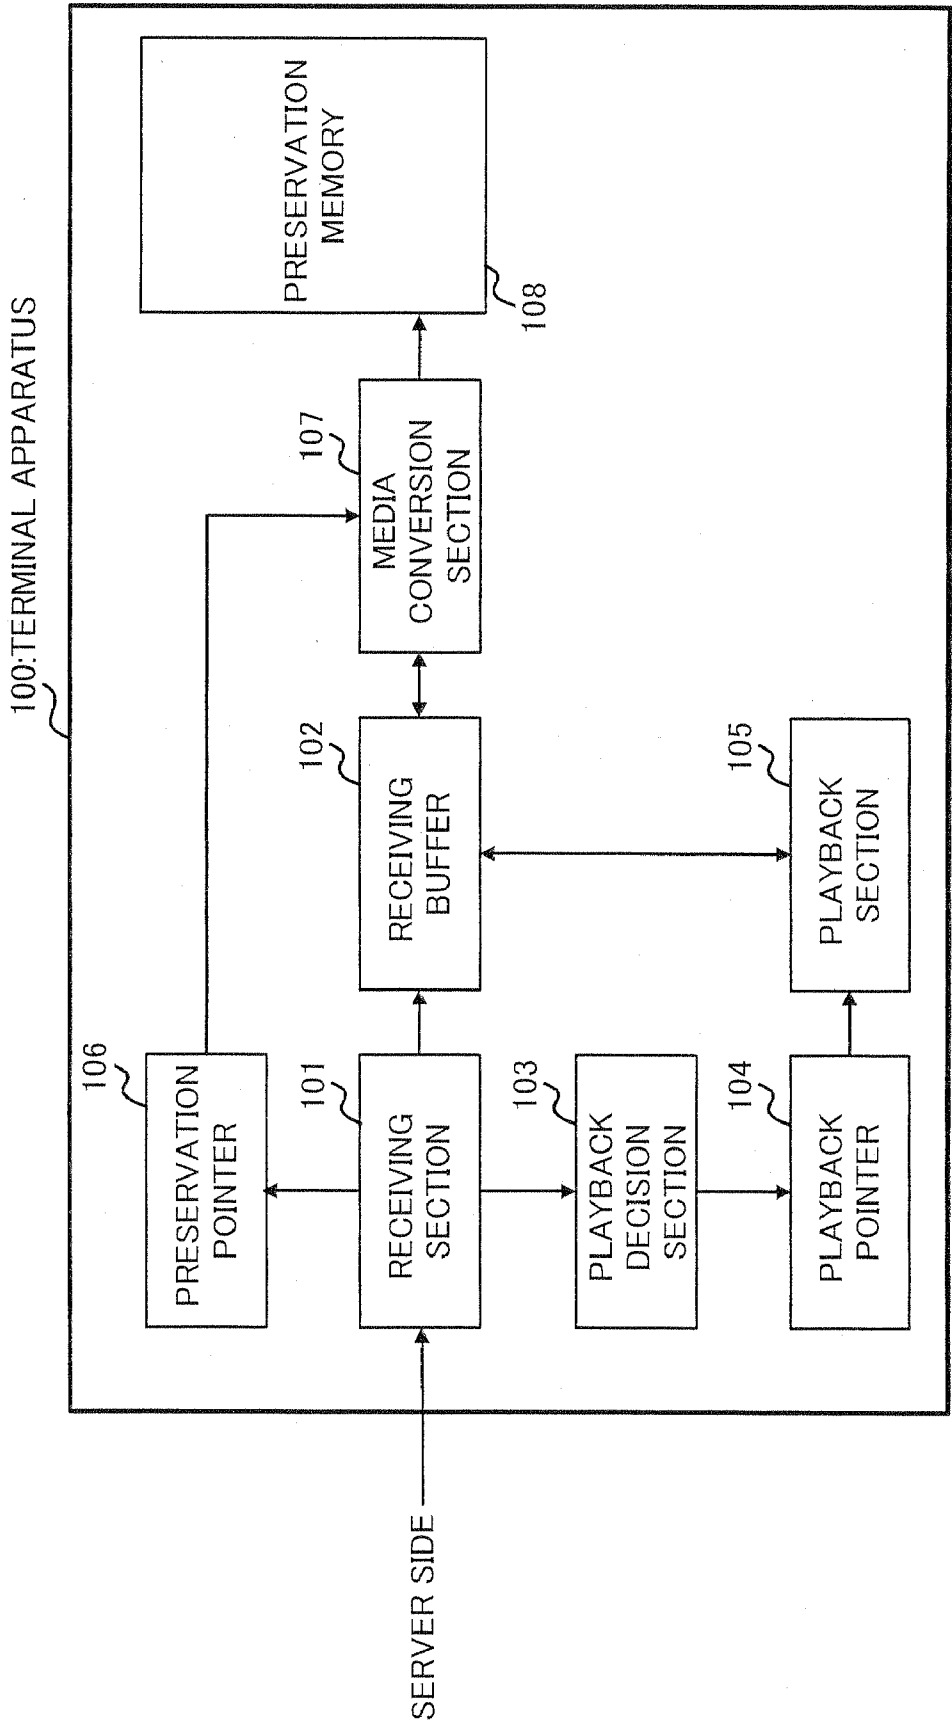 100:TERMINAL APPARATUS
106
PRESERVATION
POINTER
SERVER SIDE
101
RECEIVING
SECTION
102
RECEIVING
BUFFER
107
MEDIA
CONVERSION
SECTION
PRESERVATION
MEMORY
108
103
PLAYBACK
DECISION
SECTION
104
PLAYBACK
POINTER
105
PLAYBACK
SECTION